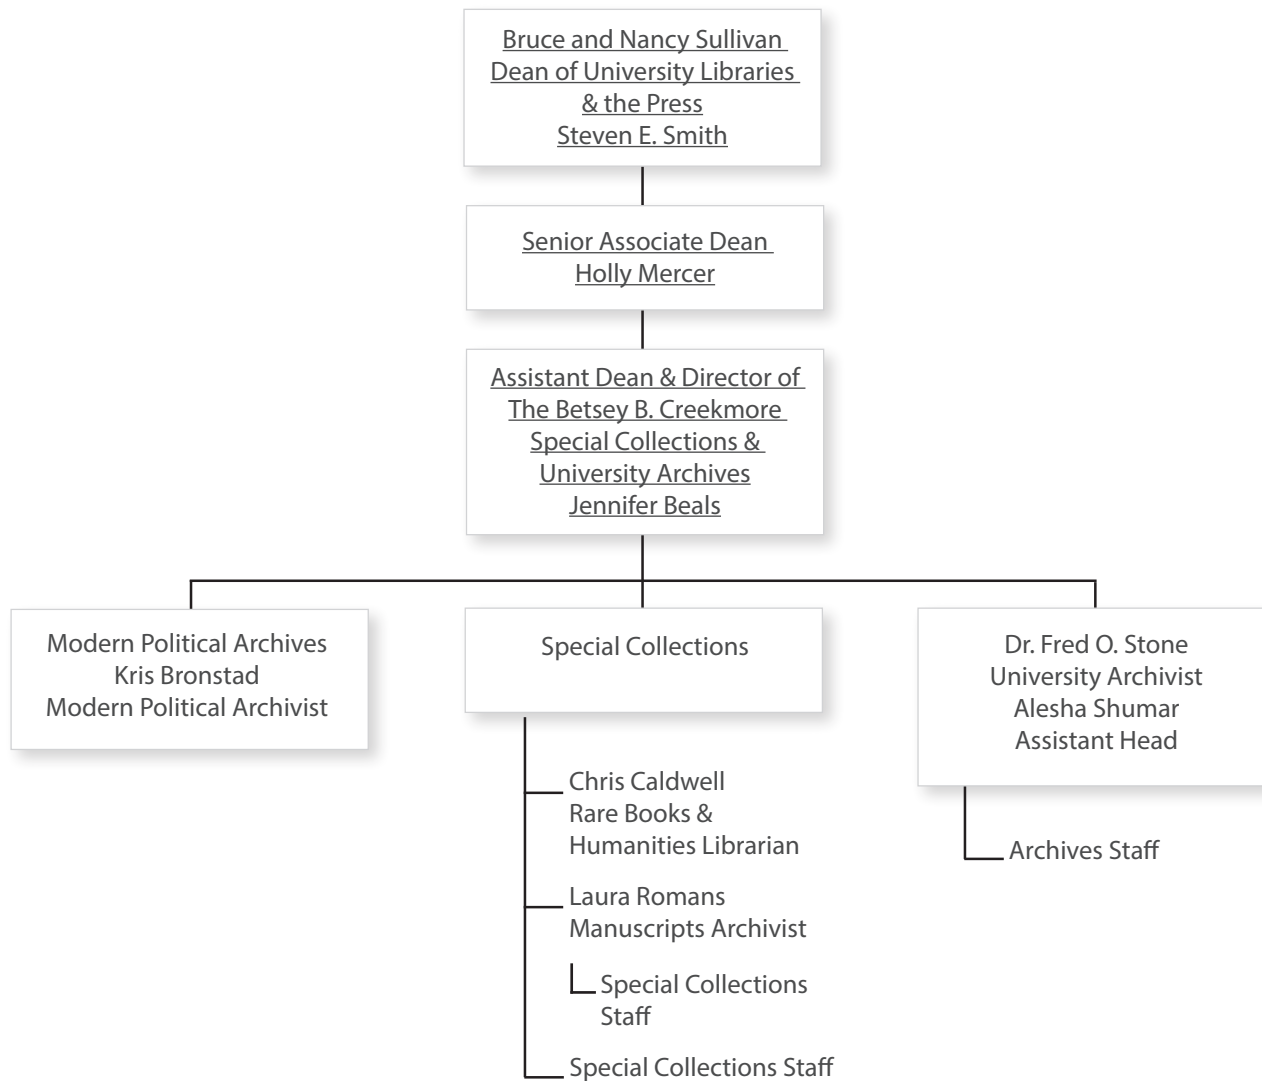 Bruce and Nancy Sullivan
Dean of University Libraries
& the Press
Steven E. Smith
Senior Associate Dean
Holly Mercer
Assistant Dean & Director of
The Betsey B. Creekmore
Special Collections &
University Archives
Jennifer Beals
Modern Political Archives
Kris Bronstad
Modern Political Archivist
Special Collections
Chris Caldwell
Rare Books &
Humanities Librarian
Laura Romans
Manuscripts Archivist
Special Collections
Staff
Special Collections Staff
Dr. Fred O. Stone
University Archivist
Alesha Shumar
Assistant Head
Archives Staff